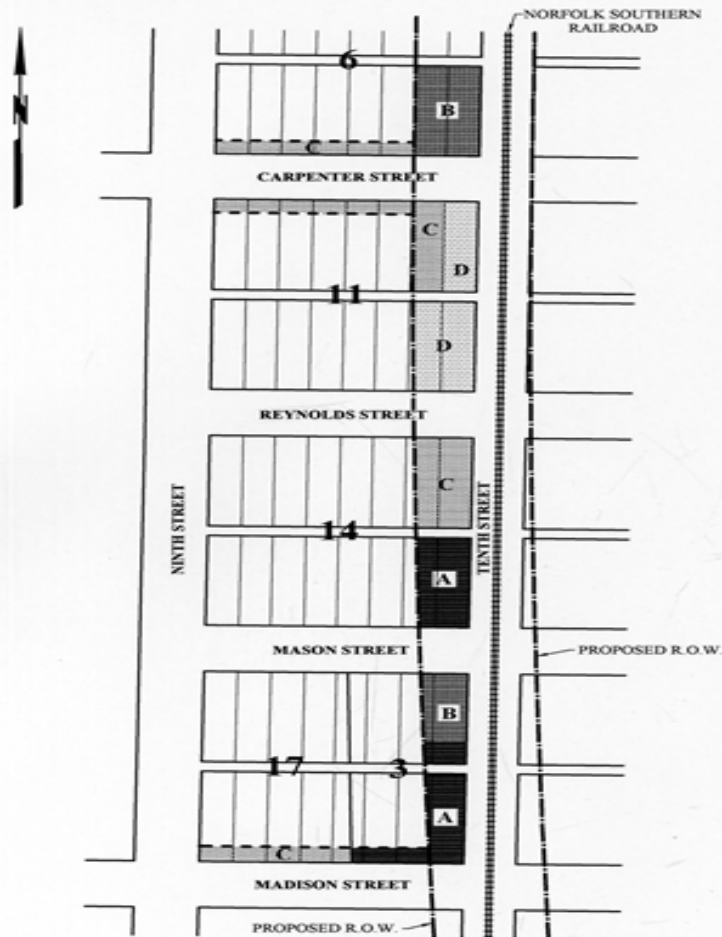 NORFOLK SOUTHERN
RAILROAD
N
6
B
C
CARPENTER STREET
C
D
11
D
REYNOLDS STREET
C
NINTH STREET
14
TENTH STREET
A
MASON STREET
PROPOSED R.O.W.
B
17
3
A
C
MADISON STREET
PROPOSED R.O.W.